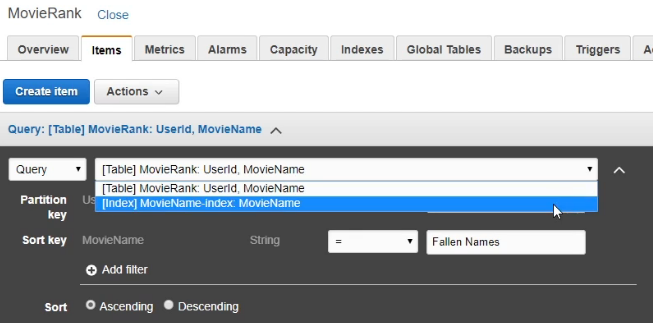 MovieRank Close
Overview Items Metrics Alarms Capacity Indexes Global Tables Backups Triggers
Create item Actions
Query: [Table] MovieRank: UserId, MovieName
Query [Table] MovieRank: UserId, MovieName
[Table] MovieRank: UserId, MovieName
Partition key [Index] MovieName-index: MovieName
Sort key MovieName String = Fallen Names
Add filter
Sort Ascending Descending